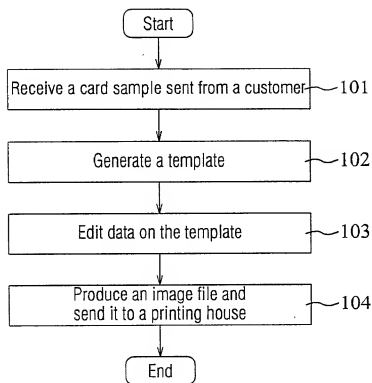 Start
Receive a card sample sent from a customer 101
Generate a template 102
Edit data on the template 103
Produce an image file and
send it to a printing house 104
End